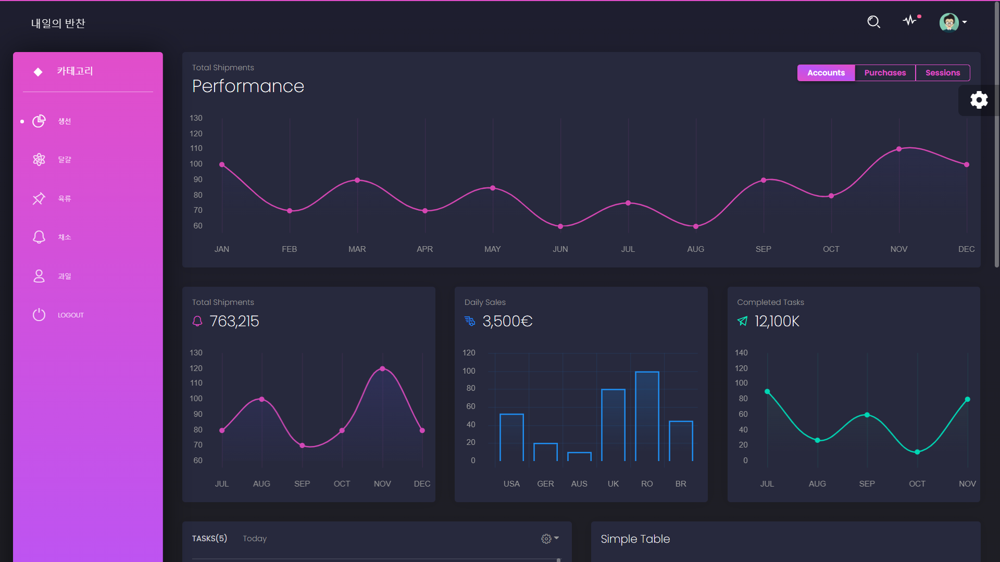 내일의 반찬
카테고리
생선
달걀
육류
채소
과일
LOGOUT
Total Shipments
Performance
Accounts Purchases Sessions
130
120
110
100
90
80
70
60
JAN FEB MAR APR MAY JUN JUL AUG SEP OCT NOV DEC
Total Shipments
763,215
130
120
110
100
90
80
70
60
JUL AUG SEP OCT NOV DEC
Daily Sales
3,500€
120
100
80
60
40
20
0
USA GER AUS UK RO BR
Completed Tasks
12,100K
140
120
100
80
60
40
20
0
JUL AUG SEP OCT NOV
TASKS(5) Today
Simple Table